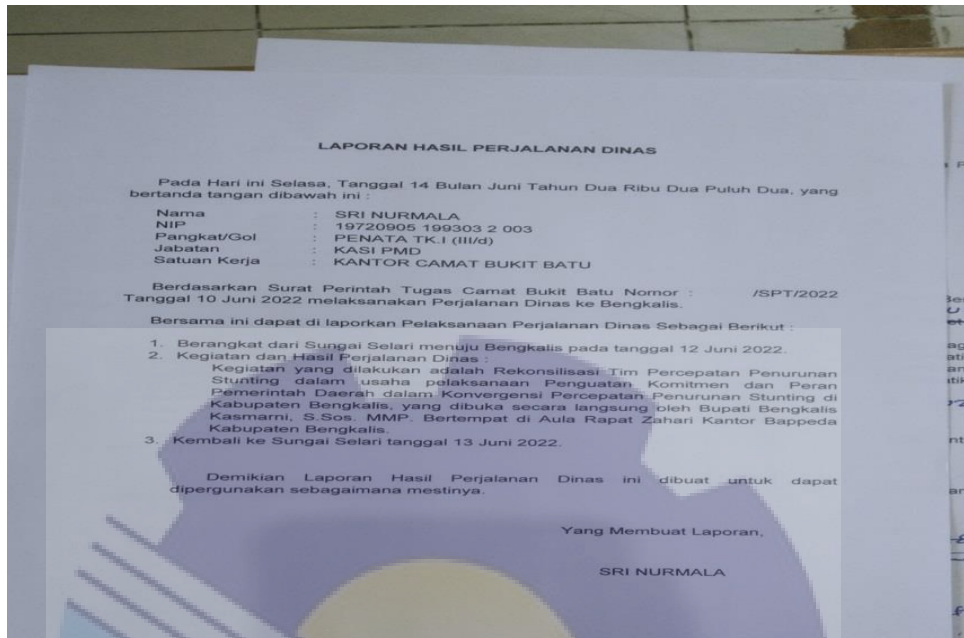 LAPORAN HASIL PERJALANAN DINAS
Pada Hari ini Selasa, Tanggal 14 Bulan Juni Tahun Dua Ribu Dua Puluh Dua, yang
bertanda tangan dibawah ini :
Nama : SRI NURMALA
NIP : 19720905 199303 2 003
Pangkat/Gol : PENATA TK.I (III/d)
Jabatan : KASI PMD
Satuan Kerja : KANTOR CAMAT BUKIT BATU
Berdasarkan Surat Perintah Tugas Camat Bukit Batu Nomor : /SPT/2022
Tanggal 10 Juni 2022 melaksanakan Perjalanan Dinas ke Bengkalis.
Bersama ini dapat di laporkan Pelaksanaan Perjalanan Dinas Sebagai Berikut :
1. Berangkat dari Sungai Selari menuju Bengkalis pada tanggal 12 Juni 2022.
2. Kegiatan dan Hasil Perjalanan Dinas :
Kegiatan yang dilakukan adalah Rekonsilisasi Tim Percepatan Penurunan
Stunting dalam usaha pelaksanaan Penguatan Komitmen dan Peran
Pemerintah Daerah dalam Konvergensi Percepatan Penurunan Stunting di
Kabupaten Bengkalis, yang dibuka secara langsung oleh Bupati Bengkalis
Kasmarni, S.Sos. MMP. Bertempat di Aula Rapat Zahari Kantor Bappeda
Kabupaten Bengkalis.
3. Kembali ke Sungai Selari tanggal 13 Juni 2022.
Demikian Laporan Hasil Perjalanan Dinas ini dibuat untuk dapat
dipergunakan sebagaimana mestinya.
Yang Membuat Laporan,
SRI NURMALA